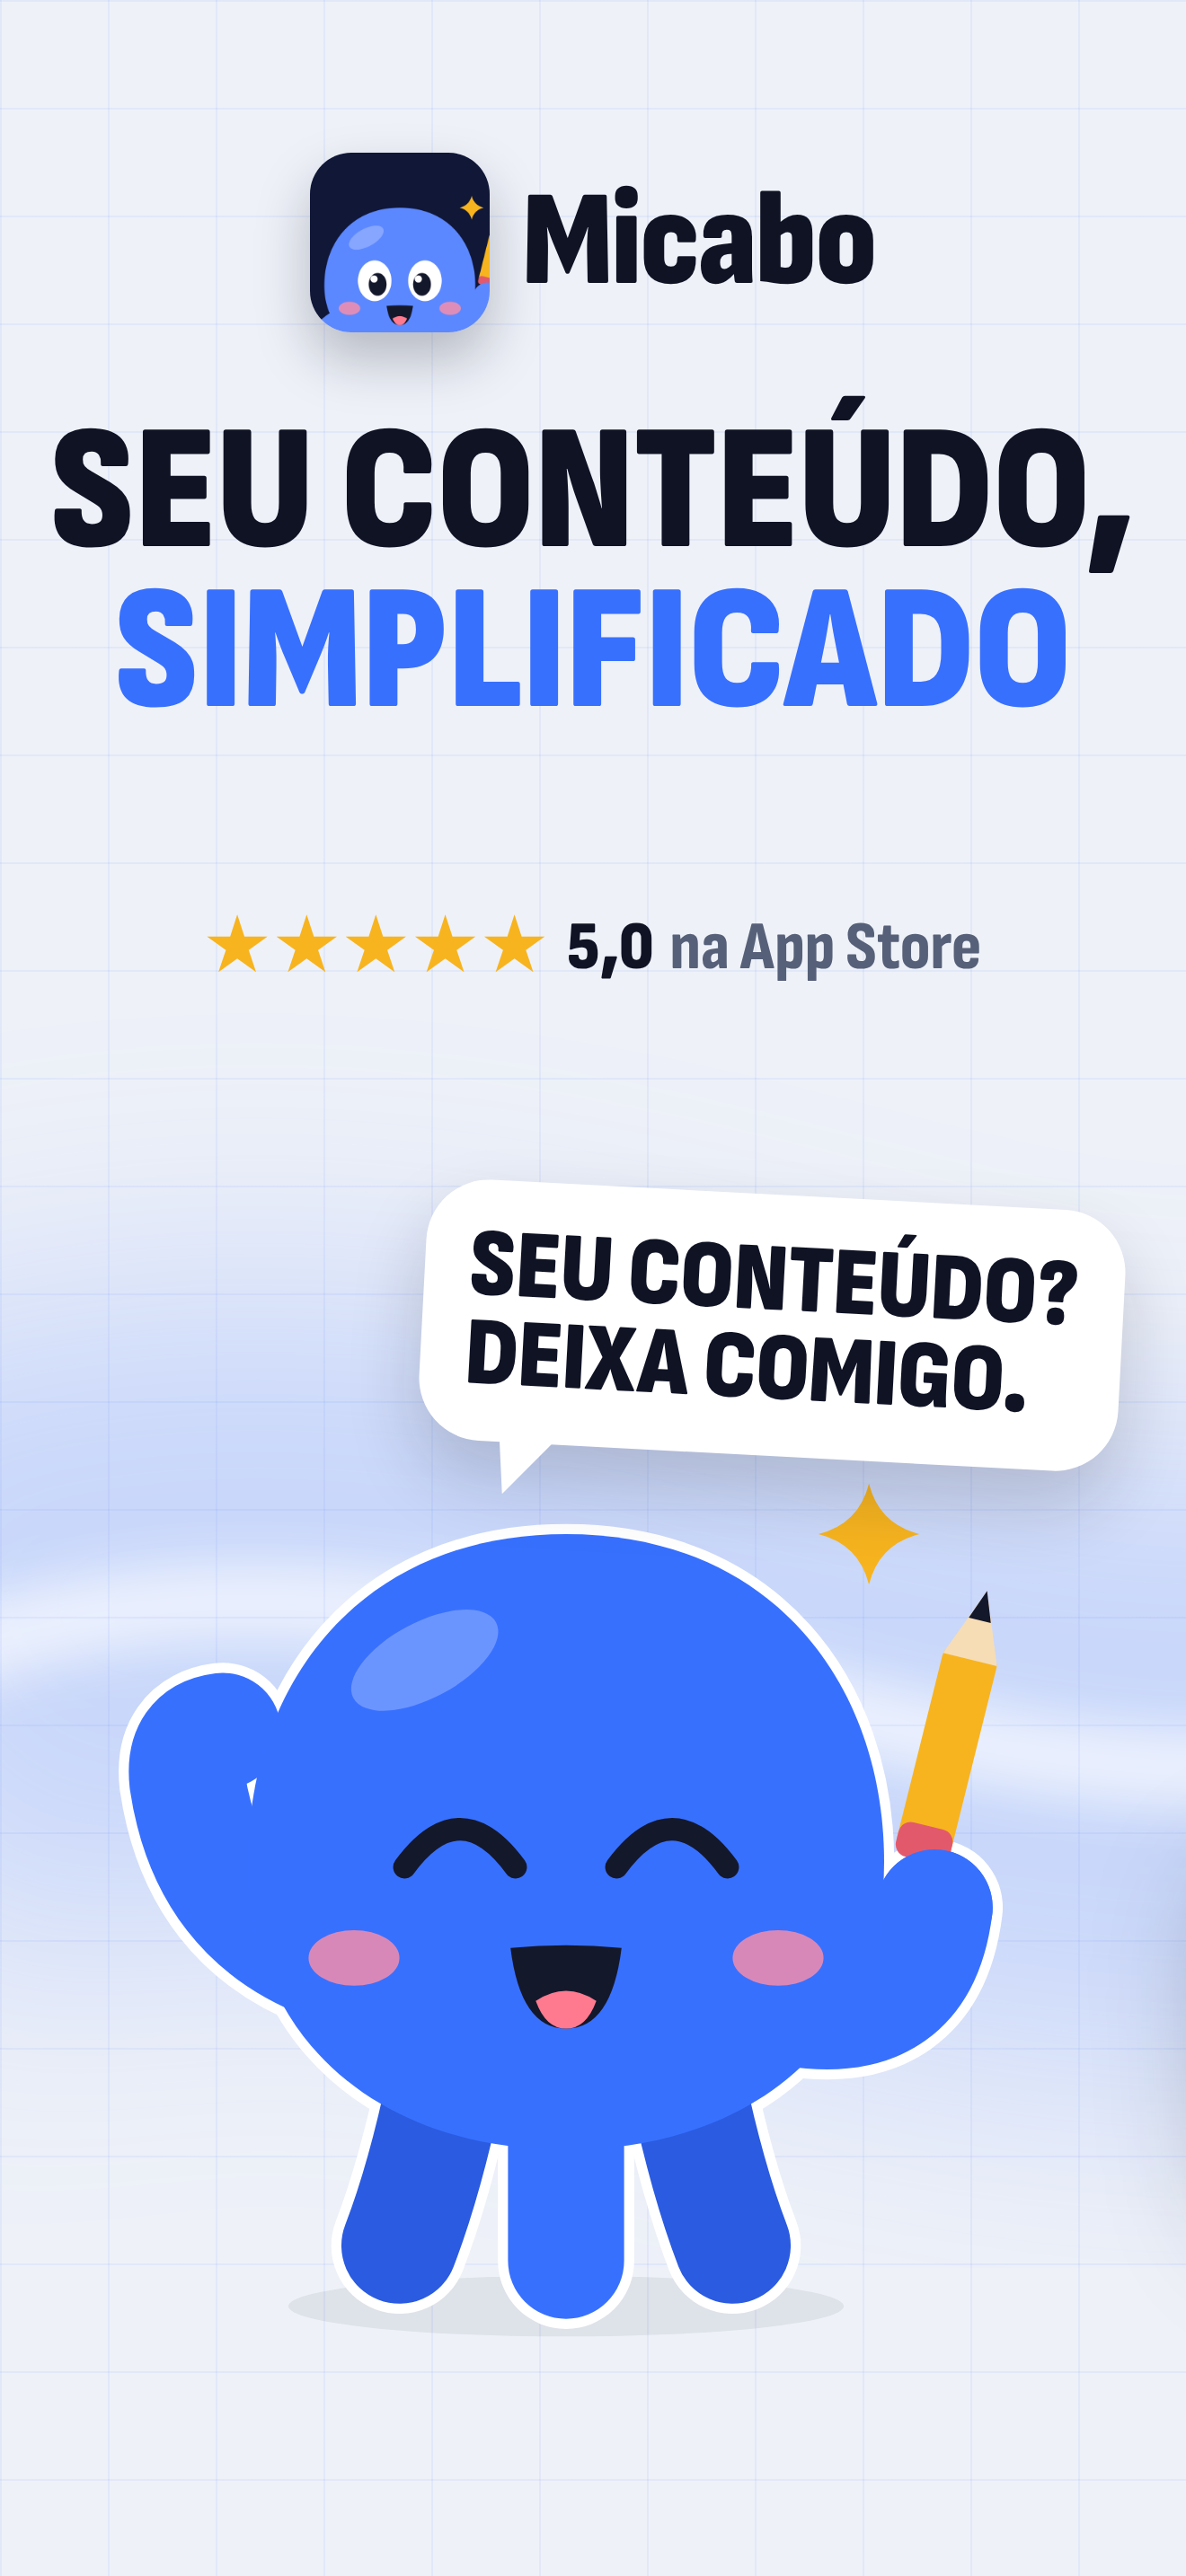 Micabo
SEU CONTEÚDO,
SIMPLIFICADO
5,0 na App Store
SEU CONTEÚDO?
DEIXA COMIGO.